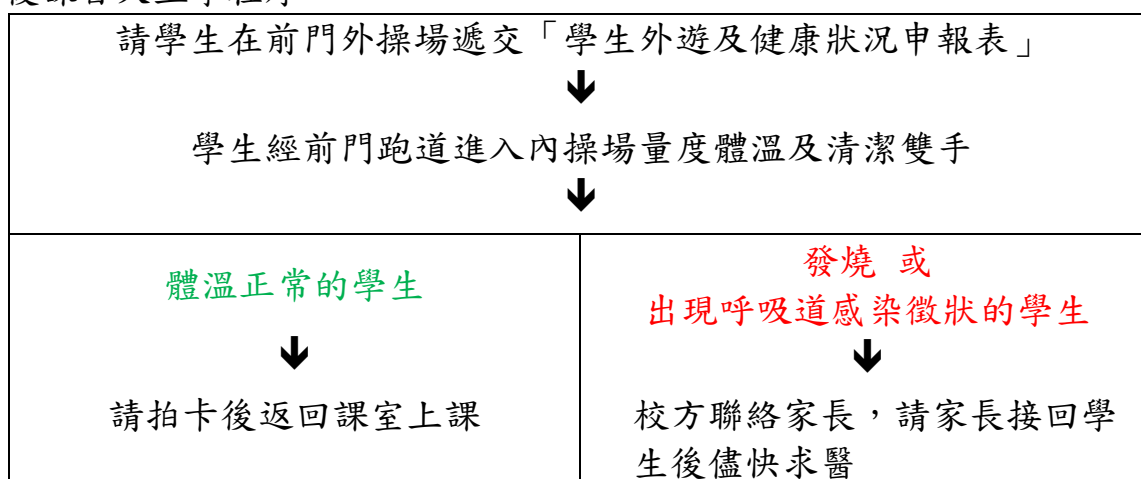 請學生在前門外操場遞交「學生外遊及健康狀況申報表」
學生經前門跑道進入內操場量度體溫及清潔雙手
體溫正常的學生
請拍卡後返回課室上課
發燒 或
出現呼吸道感染徵狀的學生
校方聯絡家長，請家長接回學
生後儘快求醫